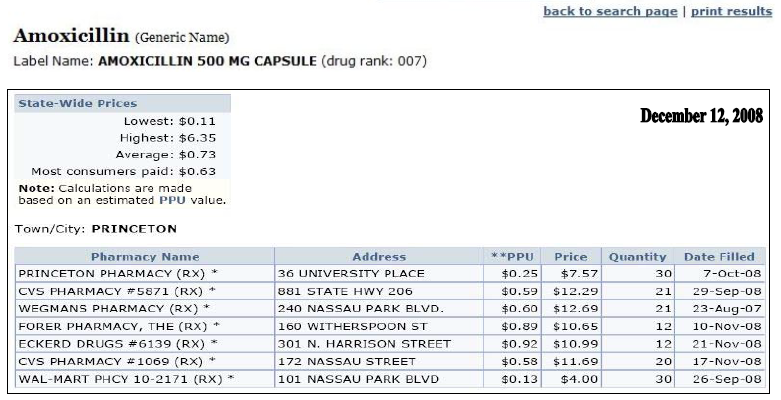 back to search page | print results
Amoxicillin (Generic Name)
Label Name: AMOXICILLIN 500 MG CAPSULE (drug rank: 007)
State-Wide Prices
December 12, 2008
Lowest: $0.11
Highest: $6.35
Average: $0.73
Most consumers paid: $0.63
Note: Calculations are made
based on an estimated PPU value.
Town/City: PRINCETON
Pharmacy Name Address **PPU Price Quantity Date Filled
PRINCETON PHARMACY (RX) * 36 UNIVERSITY PLACE $0.25 $7.57 30 7-Oct-08
CVS PHARMACY #5871 (RX) * 881 STATE HWY 206 $0.59 $12.29 21 29-Sep-08
WEGMANS PHARMACY (RX) * 240 NASSAU PARK BLVD. $0.60 $12.69 21 23-Aug-07
FORER PHARMACY, THE (RX) * 160 WITHERSPOON ST $0.89 $10.65 12 10-Nov-08
ECKERD DRUGS #6139 (RX) * 301 N. HARRISON STREET $0.92 $10.99 12 21-Nov-08
CVS PHARMACY #1069 (RX) * 172 NASSAU STREET $0.58 $11.69 20 17-Nov-08
WAL-MART PHCY 10-2171 (RX) * 101 NASSAU PARK BLVD $0.13 $4.00 30 26-Sep-08